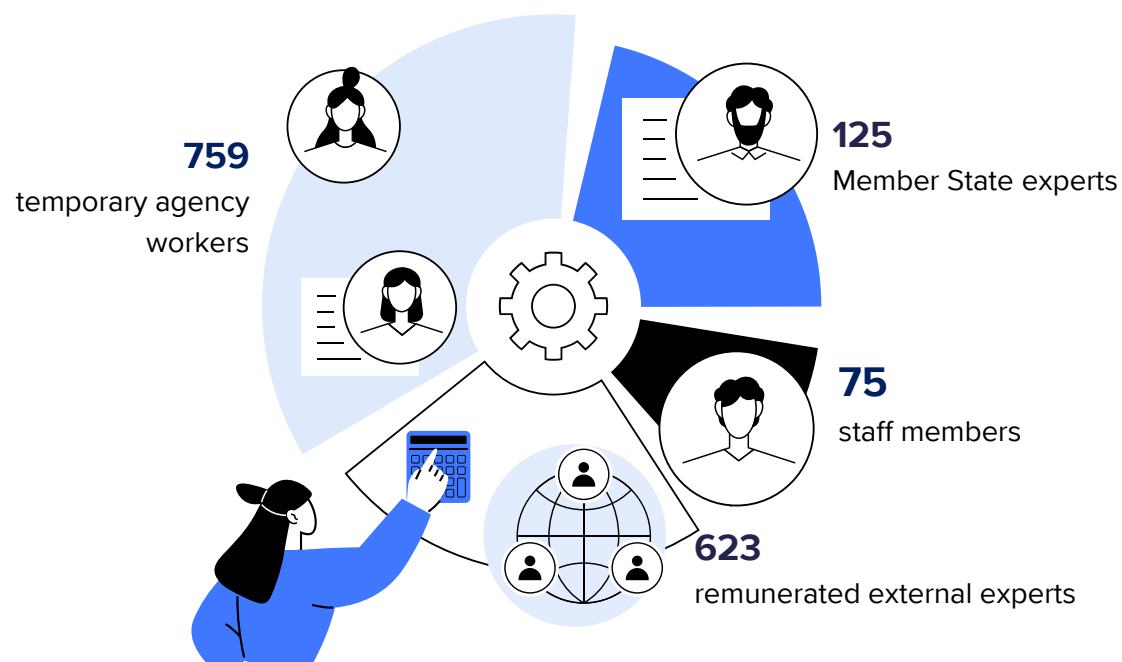 759
temporary agency
workers
125
Member State experts
75
staff members
623
remunerated external experts